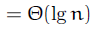 = Θ(lg n)